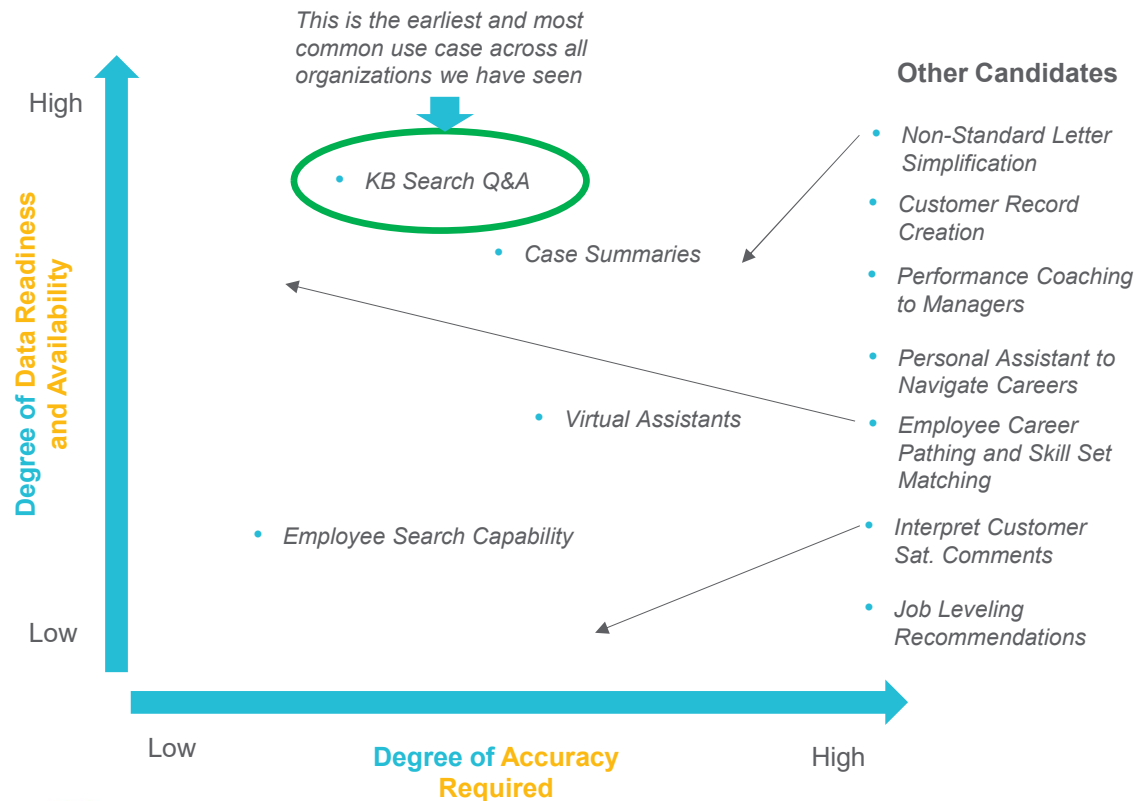 This is the earliest and most
common use case across all
organizations we have seen
High
Other Candidates
Non-Standard Letter
Simplification
KB Search Q&A
Customer Record
Creation
Case Summaries
Performance Coaching
to Managers
Degree of Data Readiness
and Availability
Personal Assistant to
Navigate Careers
Virtual Assistants
Employee Career
Pathing and Skill Set
Matching
Employee Search Capability
Interpret Customer
Sat. Comments
Low
Job Leveling
Recommendations
Low
Degree of Accuracy
Required
High